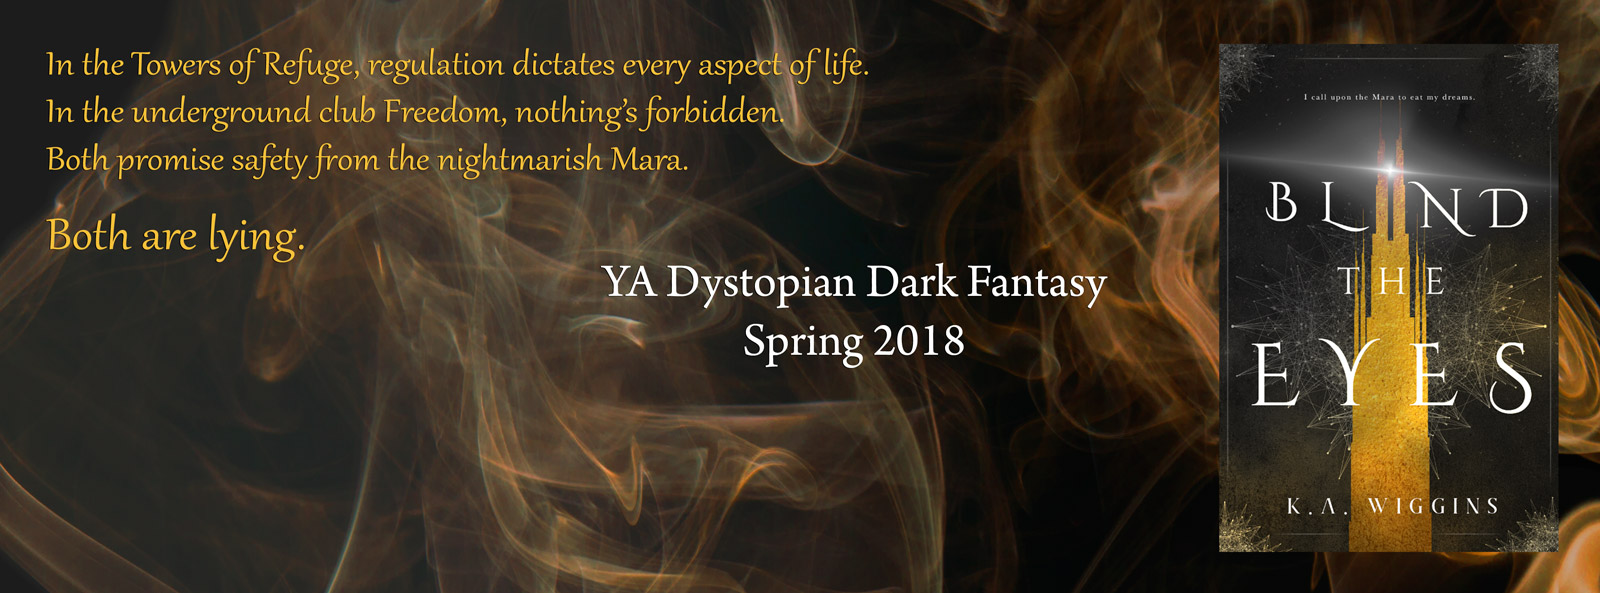 In the Towers of Refuge, regulation dictates every aspect of life.
In the underground club Freedom, nothing's forbidden.
Both promise safety from the nightmarish Mara.
Both are lying.
YA Dystopian Dark Fantasy
Spring 2018
I call upon the Mara to eat my dreams.
BLIND
THE
EYES
K.A. WIGGINS